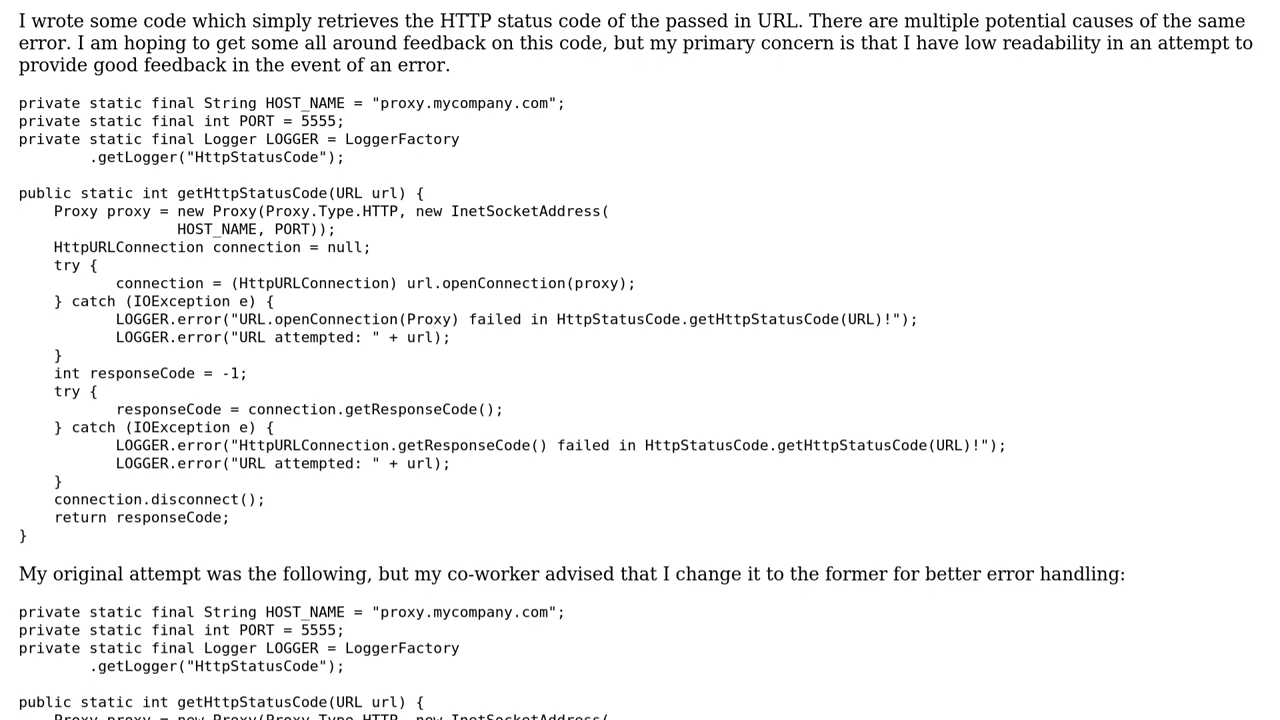 I wrote some code which simply retrieves the HTTP status code of the passed in URL. There are multiple potential causes of the same
error. I am hoping to get some all around feedback on this code, but my primary concern is that I have low readability in an attempt to
provide good feedback in the event of an error.
private static final String HOST_NAME = "proxy.mycompany.com";
private static final int PORT = 5555;
private static final Logger LOGGER = LoggerFactory
        .getLogger("HttpStatusCode");
public static int getHttpStatusCode(URL url) {
    Proxy proxy = new Proxy(Proxy.Type.HTTP, new InetSocketAddress(
                  HOST_NAME, PORT));
    HttpURLConnection connection = null;
    try {
           connection = (HttpURLConnection) url.openConnection(proxy);
    } catch (IOException e) {
           LOGGER.error("URL.openConnection(Proxy) failed in HttpStatusCode.getHttpStatusCode(URL)!");
           LOGGER.error("URL attempted: " + url);
    }
    int responseCode = -1;
    try {
           responseCode = connection.getResponseCode();
    } catch (IOException e) {
           LOGGER.error("HttpURLConnection.getResponseCode() failed in HttpStatusCode.getHttpStatusCode(URL)!");
           LOGGER.error("URL attempted: " + url);
    }
    connection.disconnect();
    return responseCode;
}
My original attempt was the following, but my co-worker advised that I change it to the former for better error handling:
private static final String HOST_NAME = "proxy.mycompany.com";
private static final int PORT = 5555;
private static final Logger LOGGER = LoggerFactory
        .getLogger("HttpStatusCode");
public static int getHttpStatusCode(URL url) {
    Proxy proxy = new Proxy(Proxy.Type.HTTP, new InetSocketAddress(